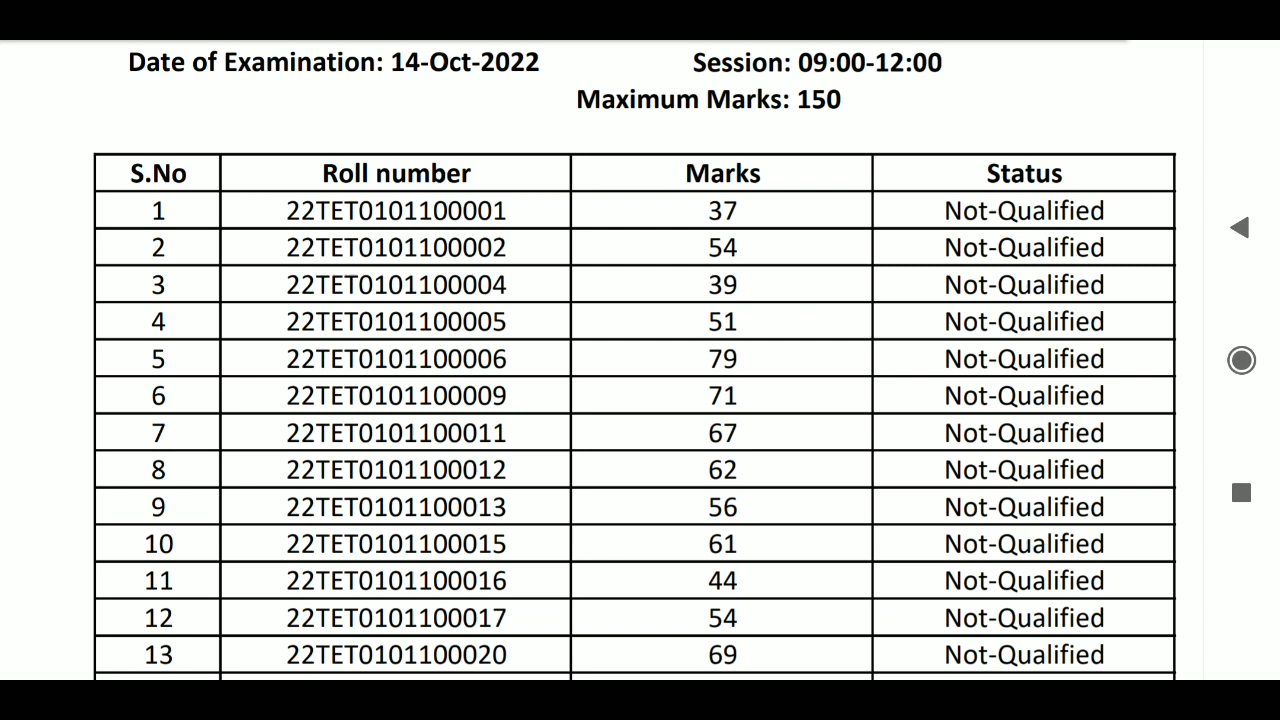 Date of Examination: 14-Oct-2022 Session: 09:00-12:00
Maximum Marks: 150
S.No Roll number Marks Status
1 22TET0101100001 37 Not-Qualified
2 22TET0101100002 54 Not-Qualified
3 22TET0101100004 39 Not-Qualified
4 22TET0101100005 51 Not-Qualified
5 22TET0101100006 79 Not-Qualified
6 22TET0101100009 71 Not-Qualified
7 22TET0101100011 67 Not-Qualified
8 22TET0101100012 62 Not-Qualified
9 22TET0101100013 56 Not-Qualified
10 22TET0101100015 61 Not-Qualified
11 22TET0101100016 44 Not-Qualified
12 22TET0101100017 54 Not-Qualified
13 22TET0101100020 69 Not-Qualified